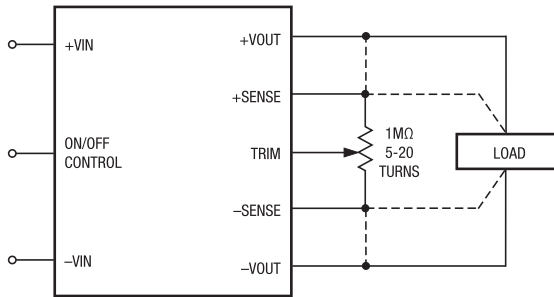 +VIN
ON/OFF
CONTROL
–VIN
+VOUT
+SENSE
TRIM
–SENSE
–VOUT
1MΩ
5-20
TURNS
LOAD